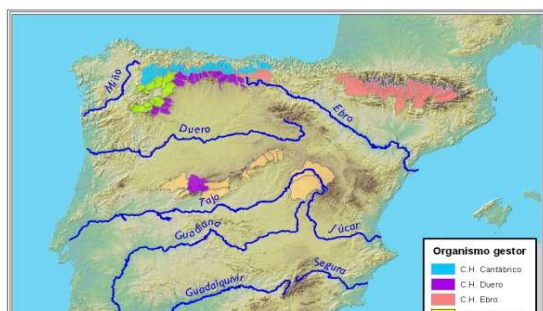 Miño
Ebro
Duero
Tajo
Guadiana
Júcar
Segura
Guadalquivir
Organismo gestor
C.H. Cantábrico
C.H. Duero
C.H. Ebro